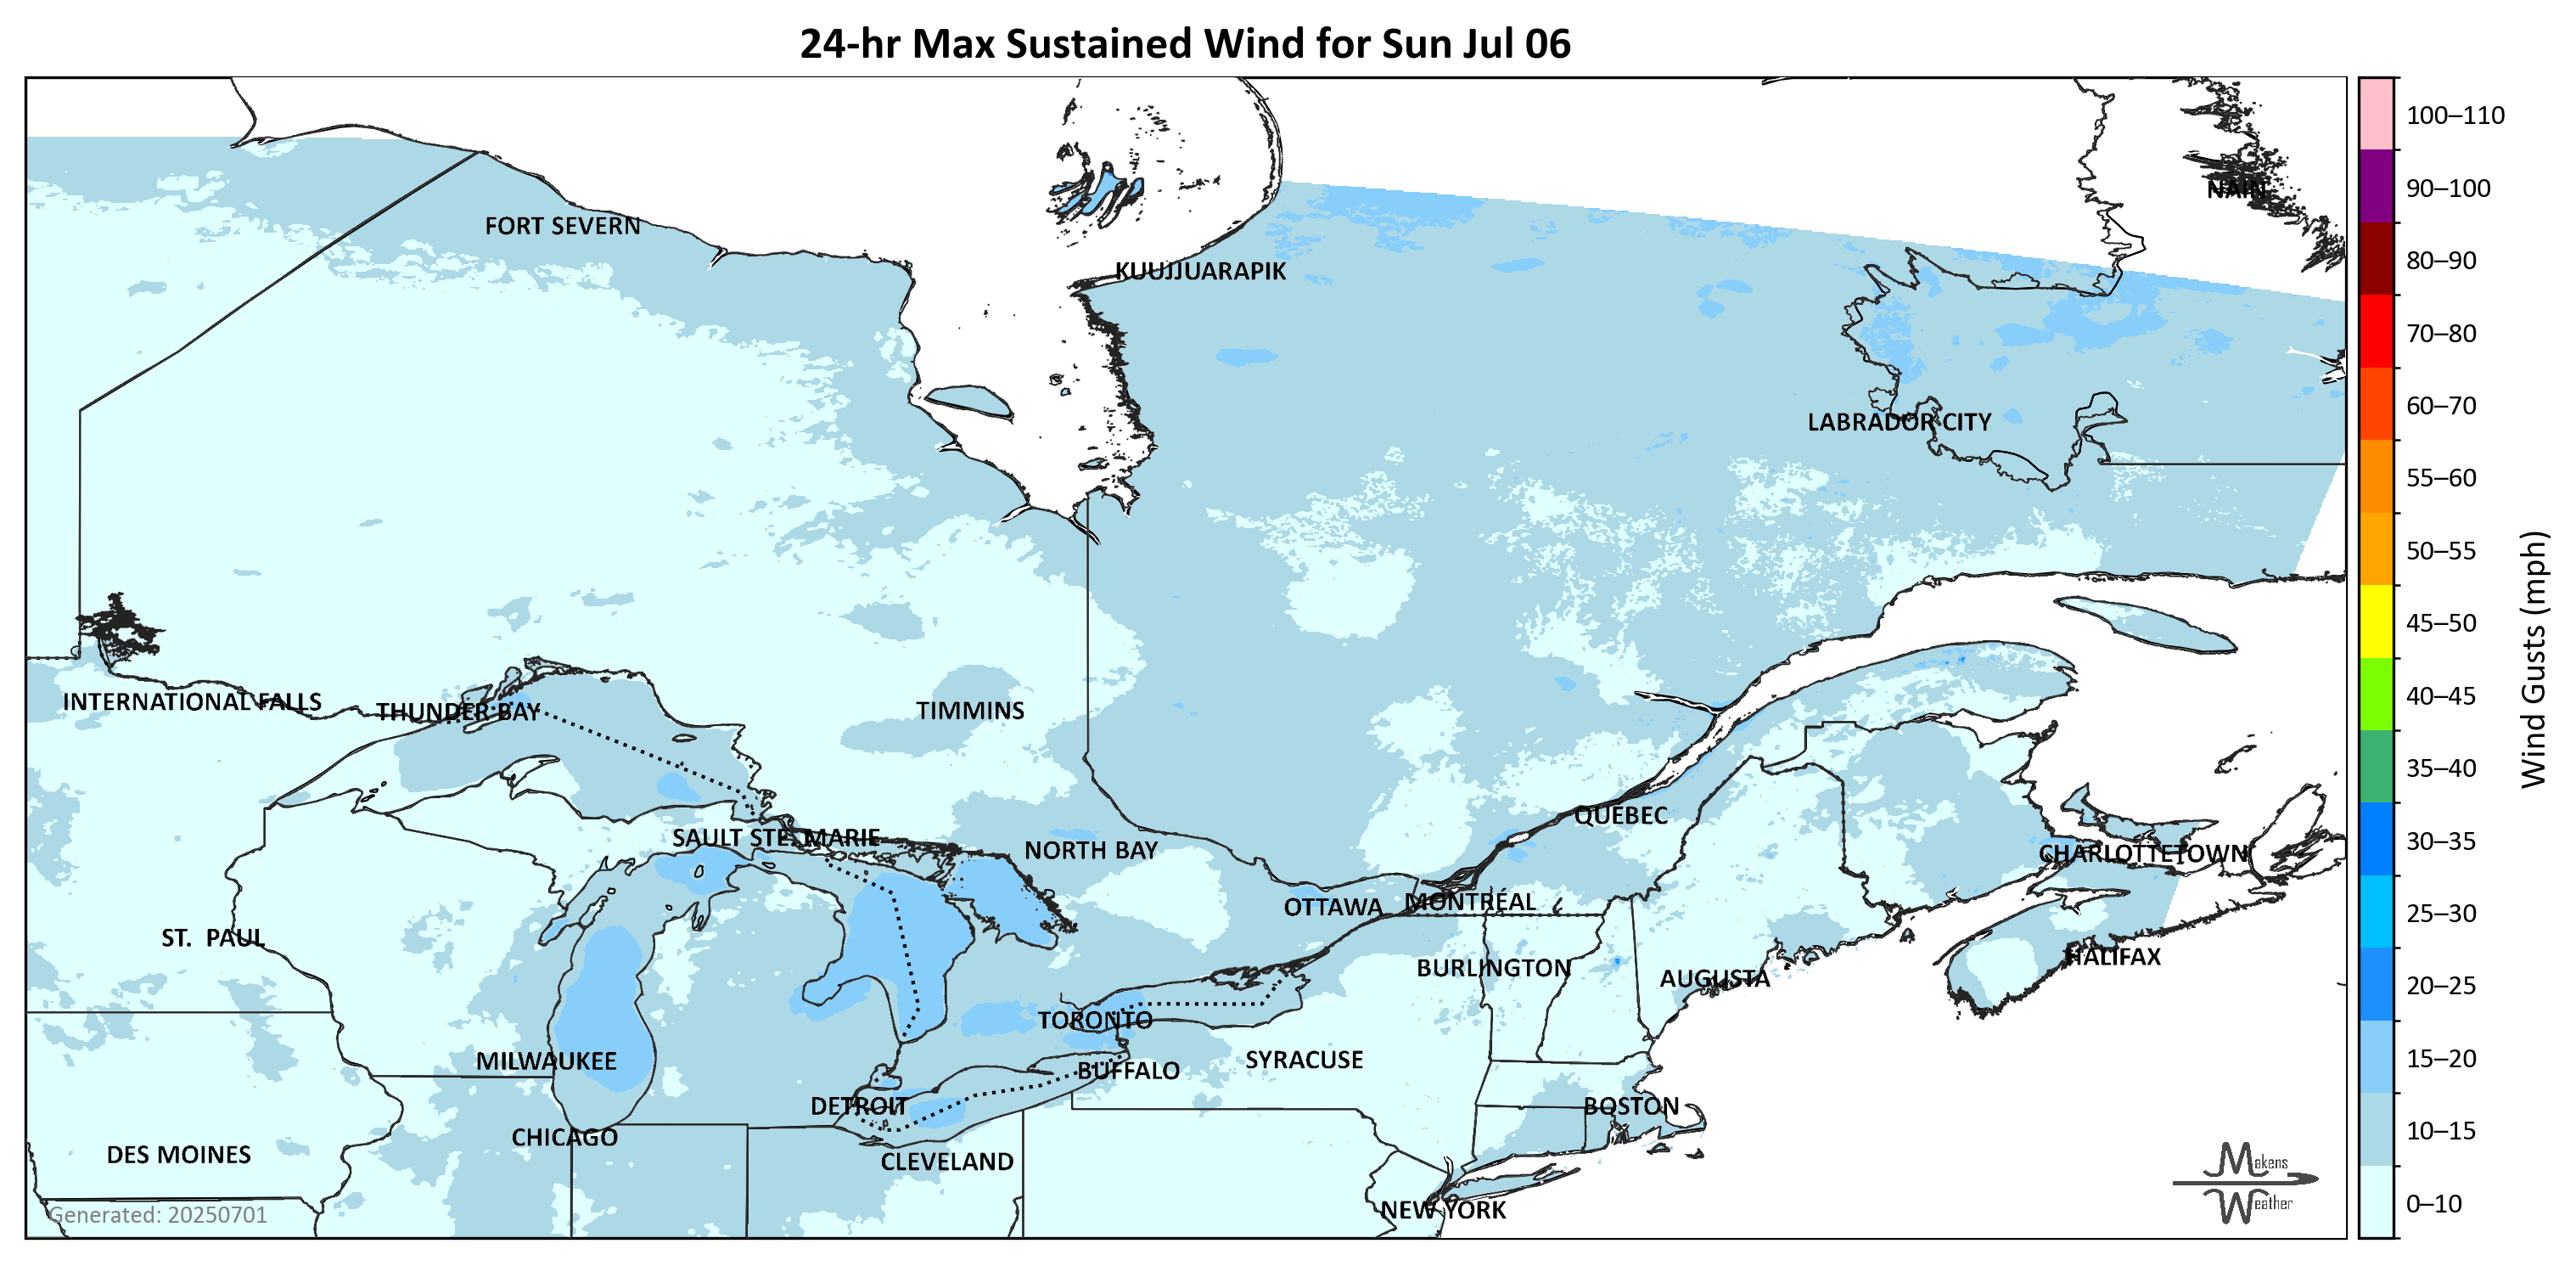 24-hr Max Sustained Wind for Sun Jul 06
100–110
90–100
80–90
70–80
60–70
55–60
50–55
45–50
40–45
35–40
30–35
25–30
20–25
15–20
10–15
0–10
Wind Gusts (mph)
NAIN
FORT SEVERN
KUUJJUARAPIK
LABRADOR CITY
INTERNATIONAL FALLS
THUNDER BAY
TIMMINS
QUEBEC
SAULT STE. MARIE
NORTH BAY
CHARLOTTETOWN
OTTAWA
MONTRÉAL
ST. PAUL
HALIFAX
BURLINGTON
AUGUSTA
TORONTO
MILWAUKEE
SYRACUSE
BUFFALO
DETROIT
BOSTON
CHICAGO
DES MOINES
CLEVELAND
NEW YORK
Generated: 20250701
Makens
Weather